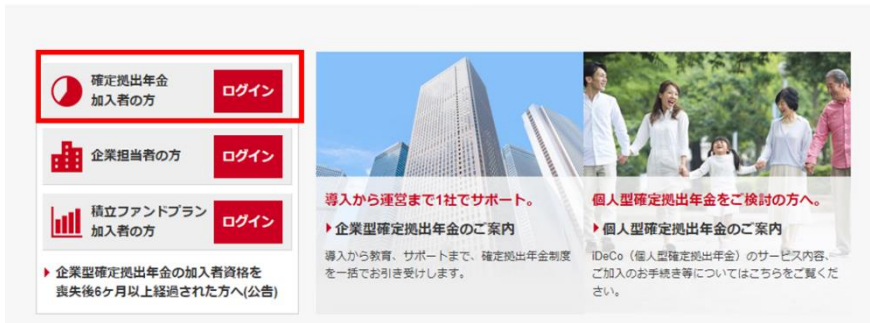 確定拠出年金
加入者の方
ログイン
企業担当者の方
ログイン
積立ファンドプラン
加入者の方
ログイン
企業型確定拠出年金の加入者資格を
喪失後6ヶ月以上経過された方へ(公告)
導入から運営まで1社でサポート。
企業型確定拠出年金のご案内
導入から教育、サポートまで、確定拠出年金制度
を一括でお引き受けします。
個人型確定拠出年金をご検討の方へ。
個人型確定拠出年金のご案内
iDeCo（個人型確定拠出年金）のサービス内容、
ご加入のお手続き等についてはこちらをご覧くだ
さい。